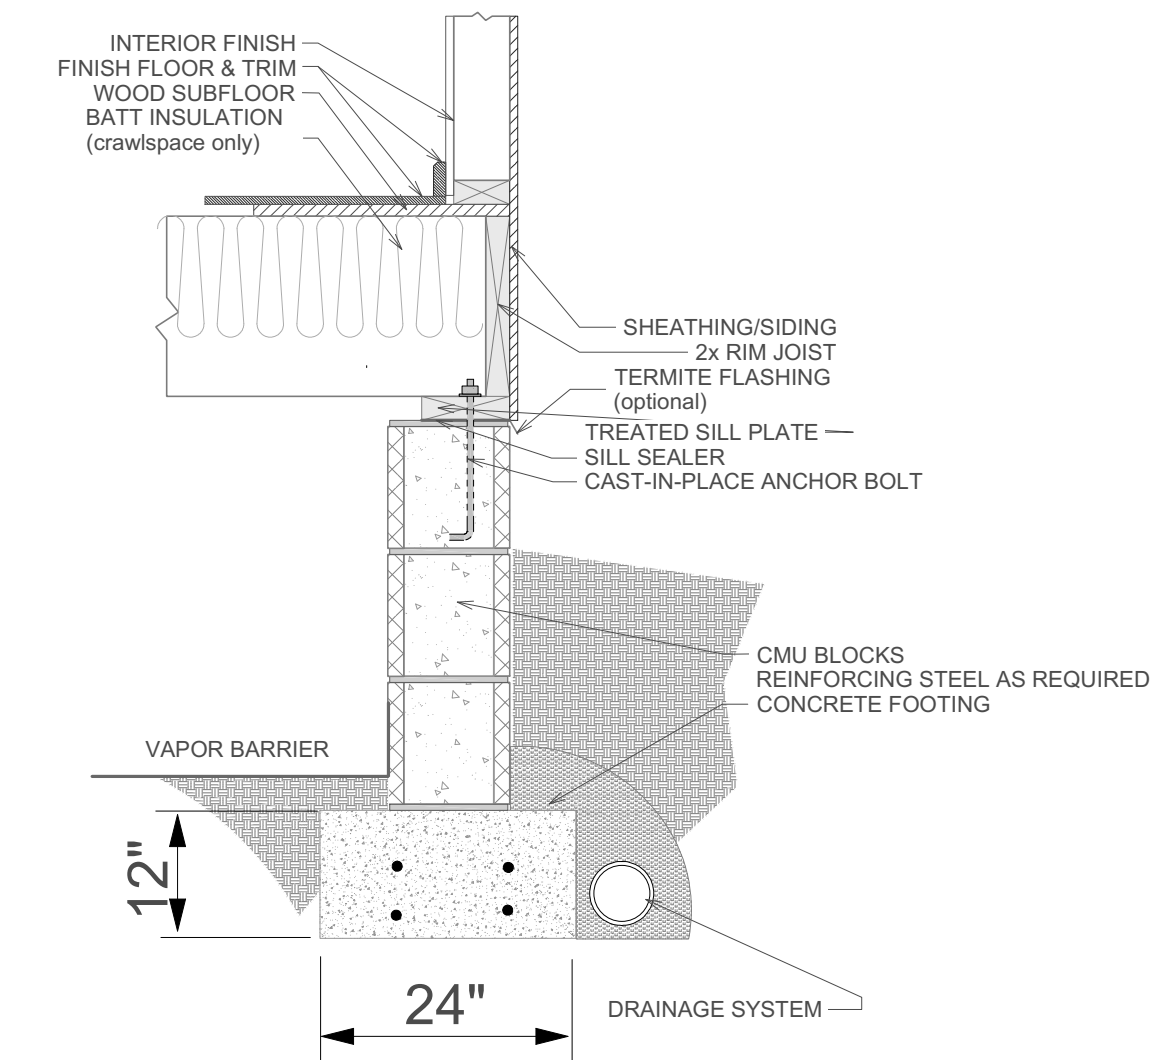 INTERIOR FINISH
FINISH FLOOR & TRIM
WOOD SUBFLOOR
BATT INSULATION
(crawlspace only)
SHEATHING/SIDING
2x RIM JOIST
TERMITE FLASHING
(optional)
TREATED SILL PLATE
SILL SEALER
CAST-IN-PLACE ANCHOR BOLT
CMU BLOCKS
REINFORCING STEEL AS REQUIRED
CONCRETE FOOTING
VAPOR BARRIER
12"
24"
DRAINAGE SYSTEM